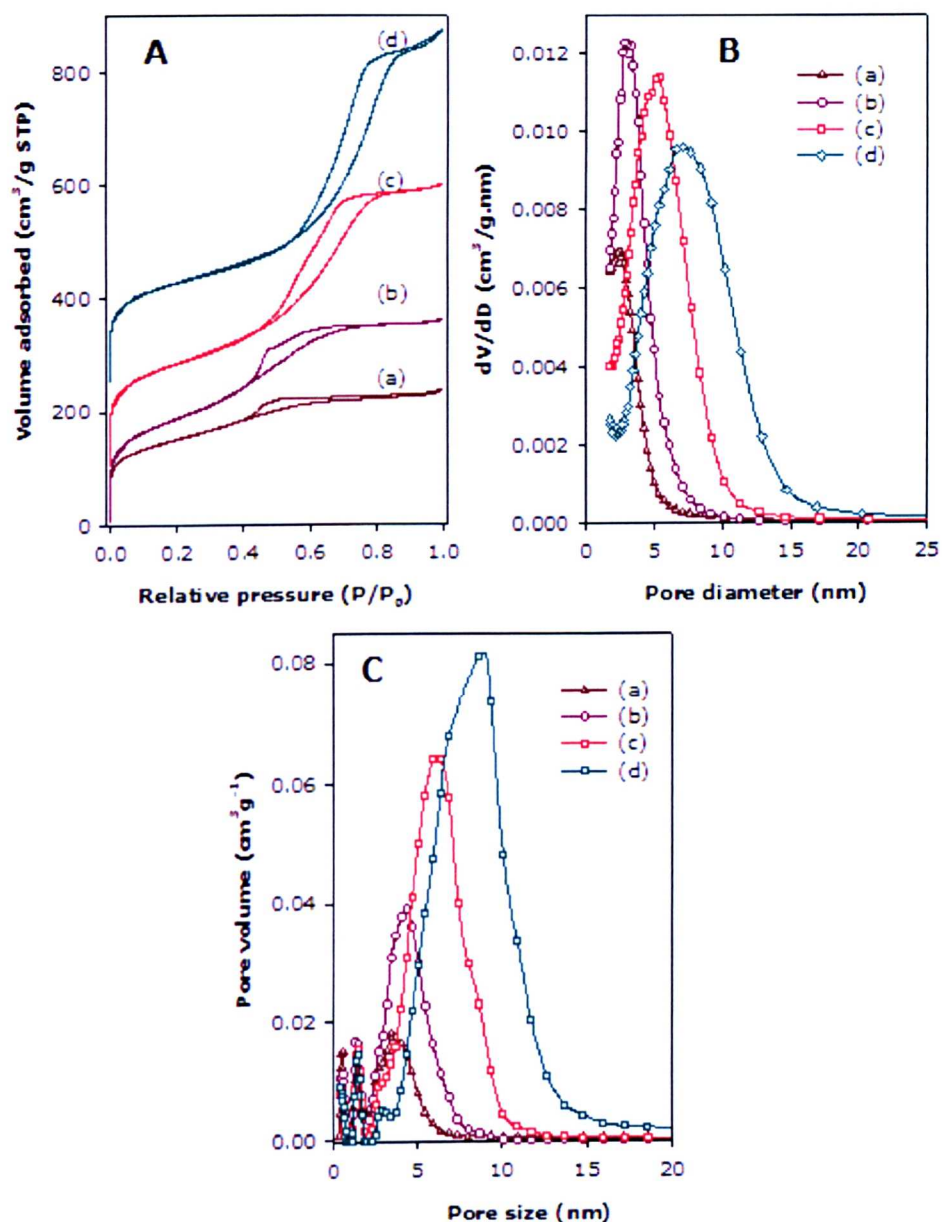 A
(d)
(c)
(b)
(a)
800
600
400
200
0
0.0 0.2 0.4 0.6 0.8 1.0
Volume adsorbed (cm³/g STP)
Relative pressure (P/P₀)
B
(a)
(b)
(c)
(d)
0.012
0.010
0.008
0.006
0.004
0.002
0.000
0 5 10 15 20 25
dV/dD (cm³/g.nm)
Pore diameter (nm)
C
(a)
(b)
(c)
(d)
0.08
0.06
0.04
0.02
0.00
0 5 10 15 20
Pore volume (cm³g⁻¹)
Pore size (nm)